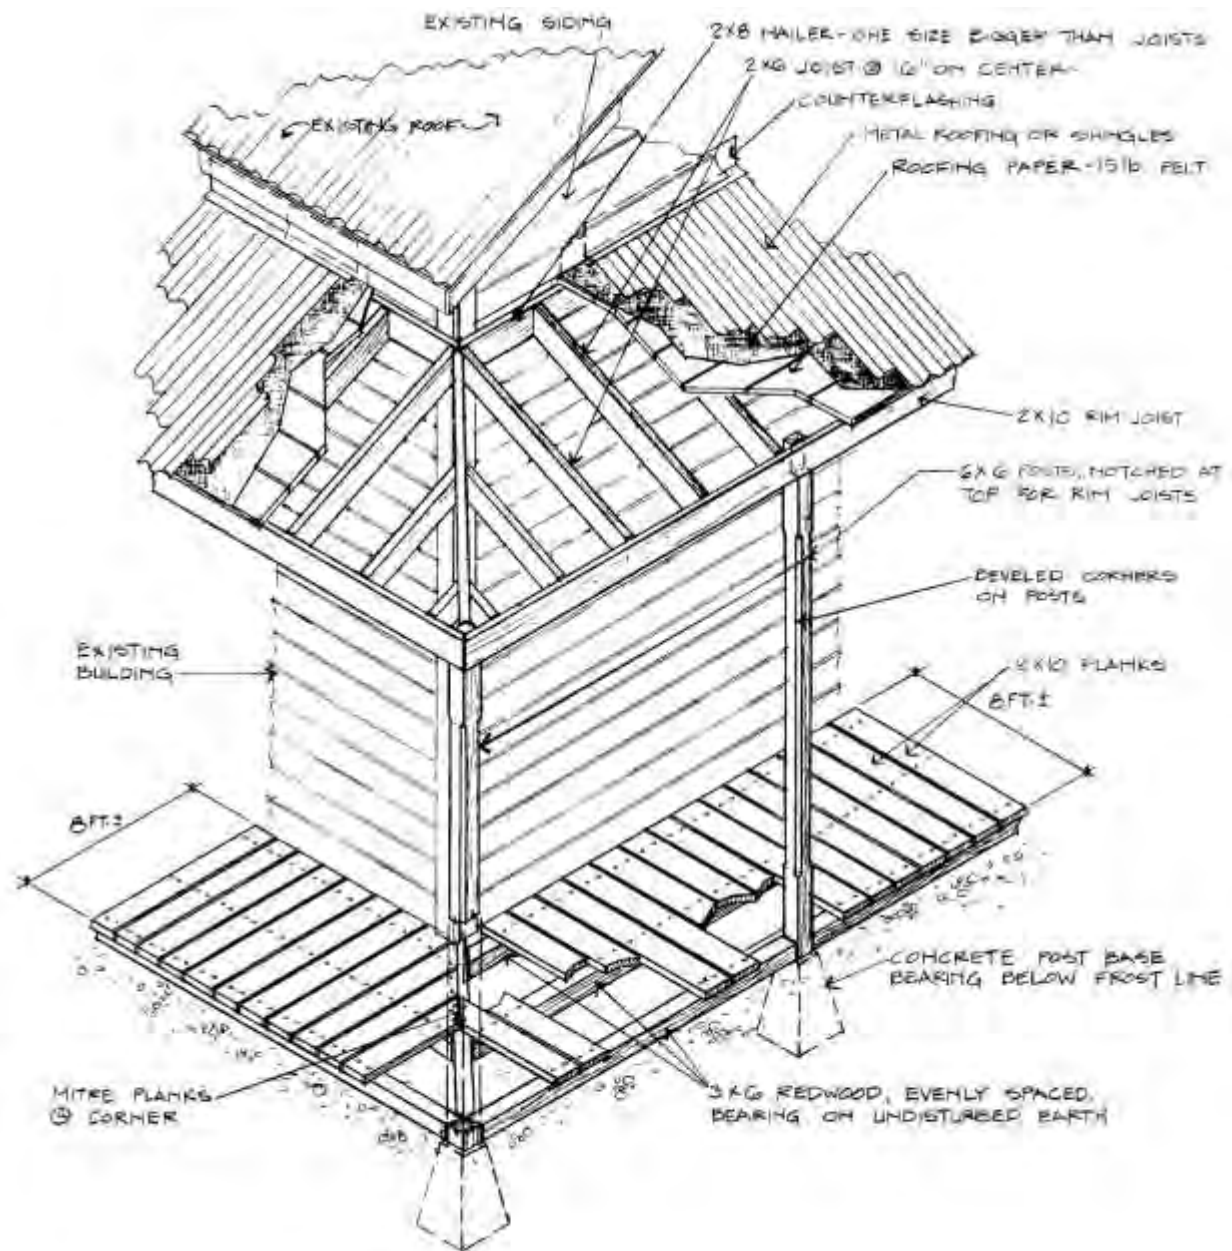 EXISTING SIDING
2X8 NAILER-ONE SIZE BIGGER THAN JOISTS
2X6 JOIST @ 16" ON CENTER
COUNTERFLASHING
EXISTING ROOF
METAL ROOFING OR SHINGLES
ROOFING PAPER-15 lb FELT
2X10 RIM JOIST
6X6 POSTS, NOTCHED AT
TOP FOR RIM JOISTS
BEVELED CORNERS
ON POSTS
EXISTING
BUILDING
X10 PLANKS
8FT.±
8FT.±
CONCRETE POST BASE
BEARING BELOW FROST LINE
MITRE PLANKS
@ CORNER
3X6 REDWOOD, EVENLY SPACED,
BEARING ON UNDISTURBED EARTH